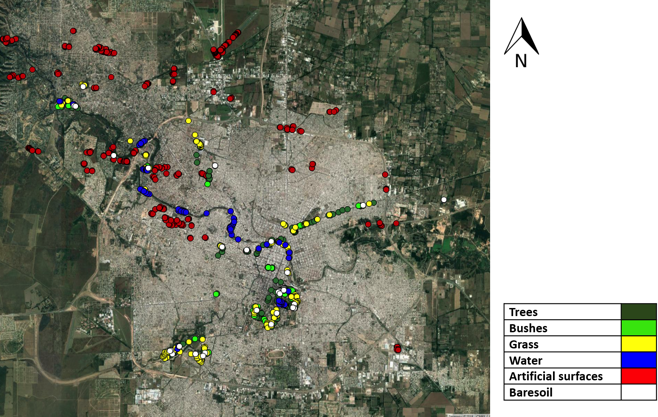 N
Trees
Bushes
Grass
Water
Artificial surfaces
Baresoil